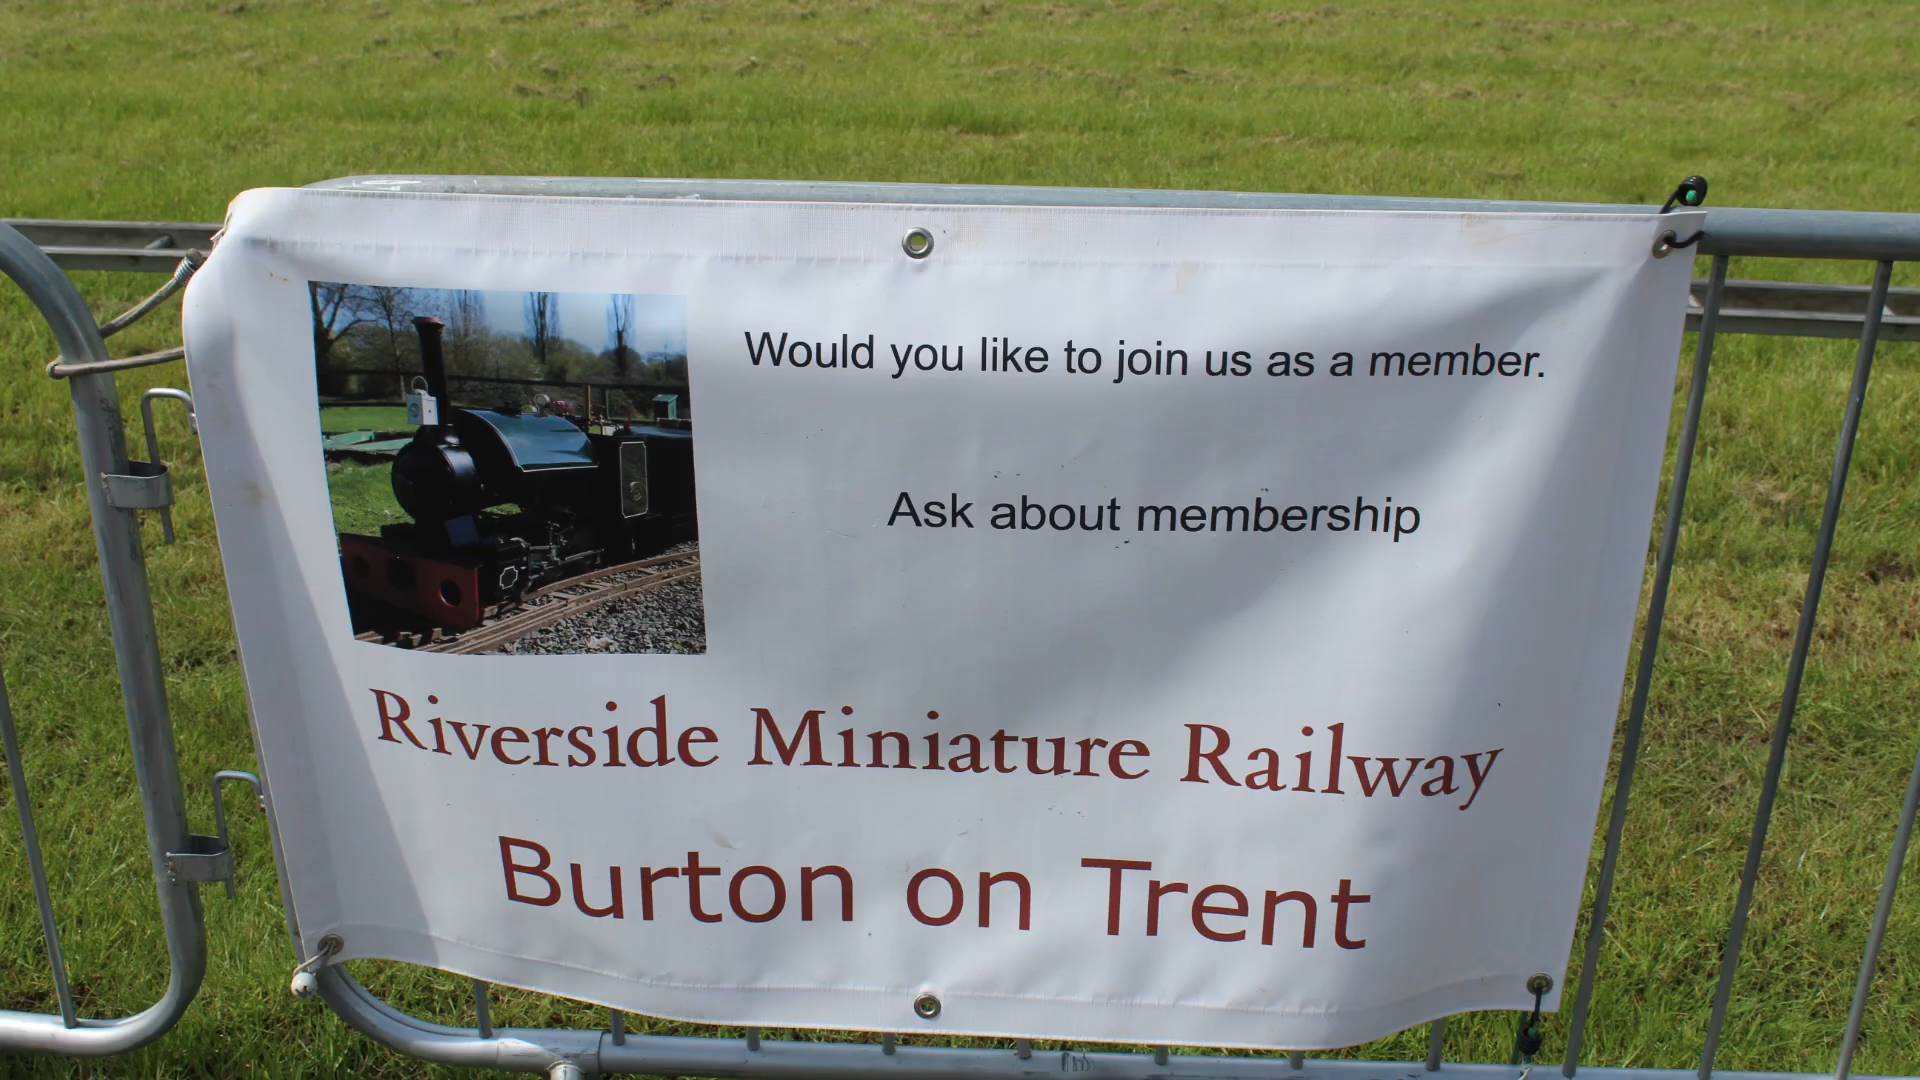 Would you like to join us as a member.
Ask about membership
Riverside Miniature Railway
Burton on Trent